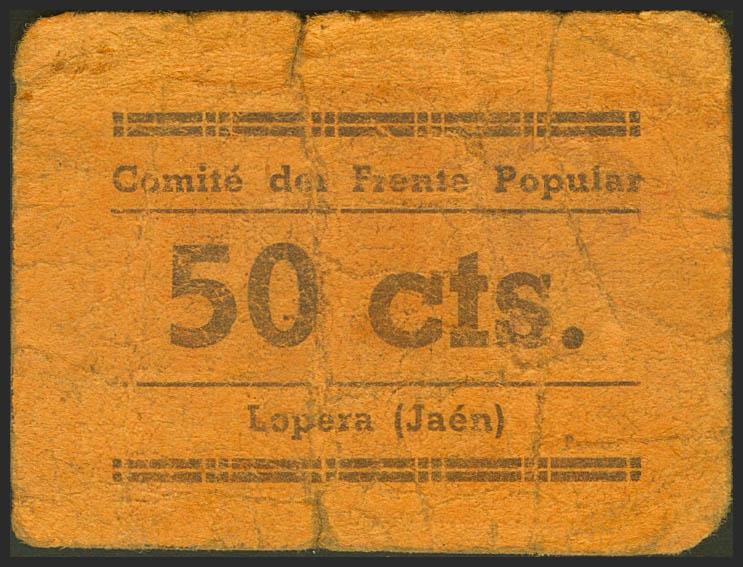 Comité del Frente Popular
50 cts.
Lopera (Jaén)